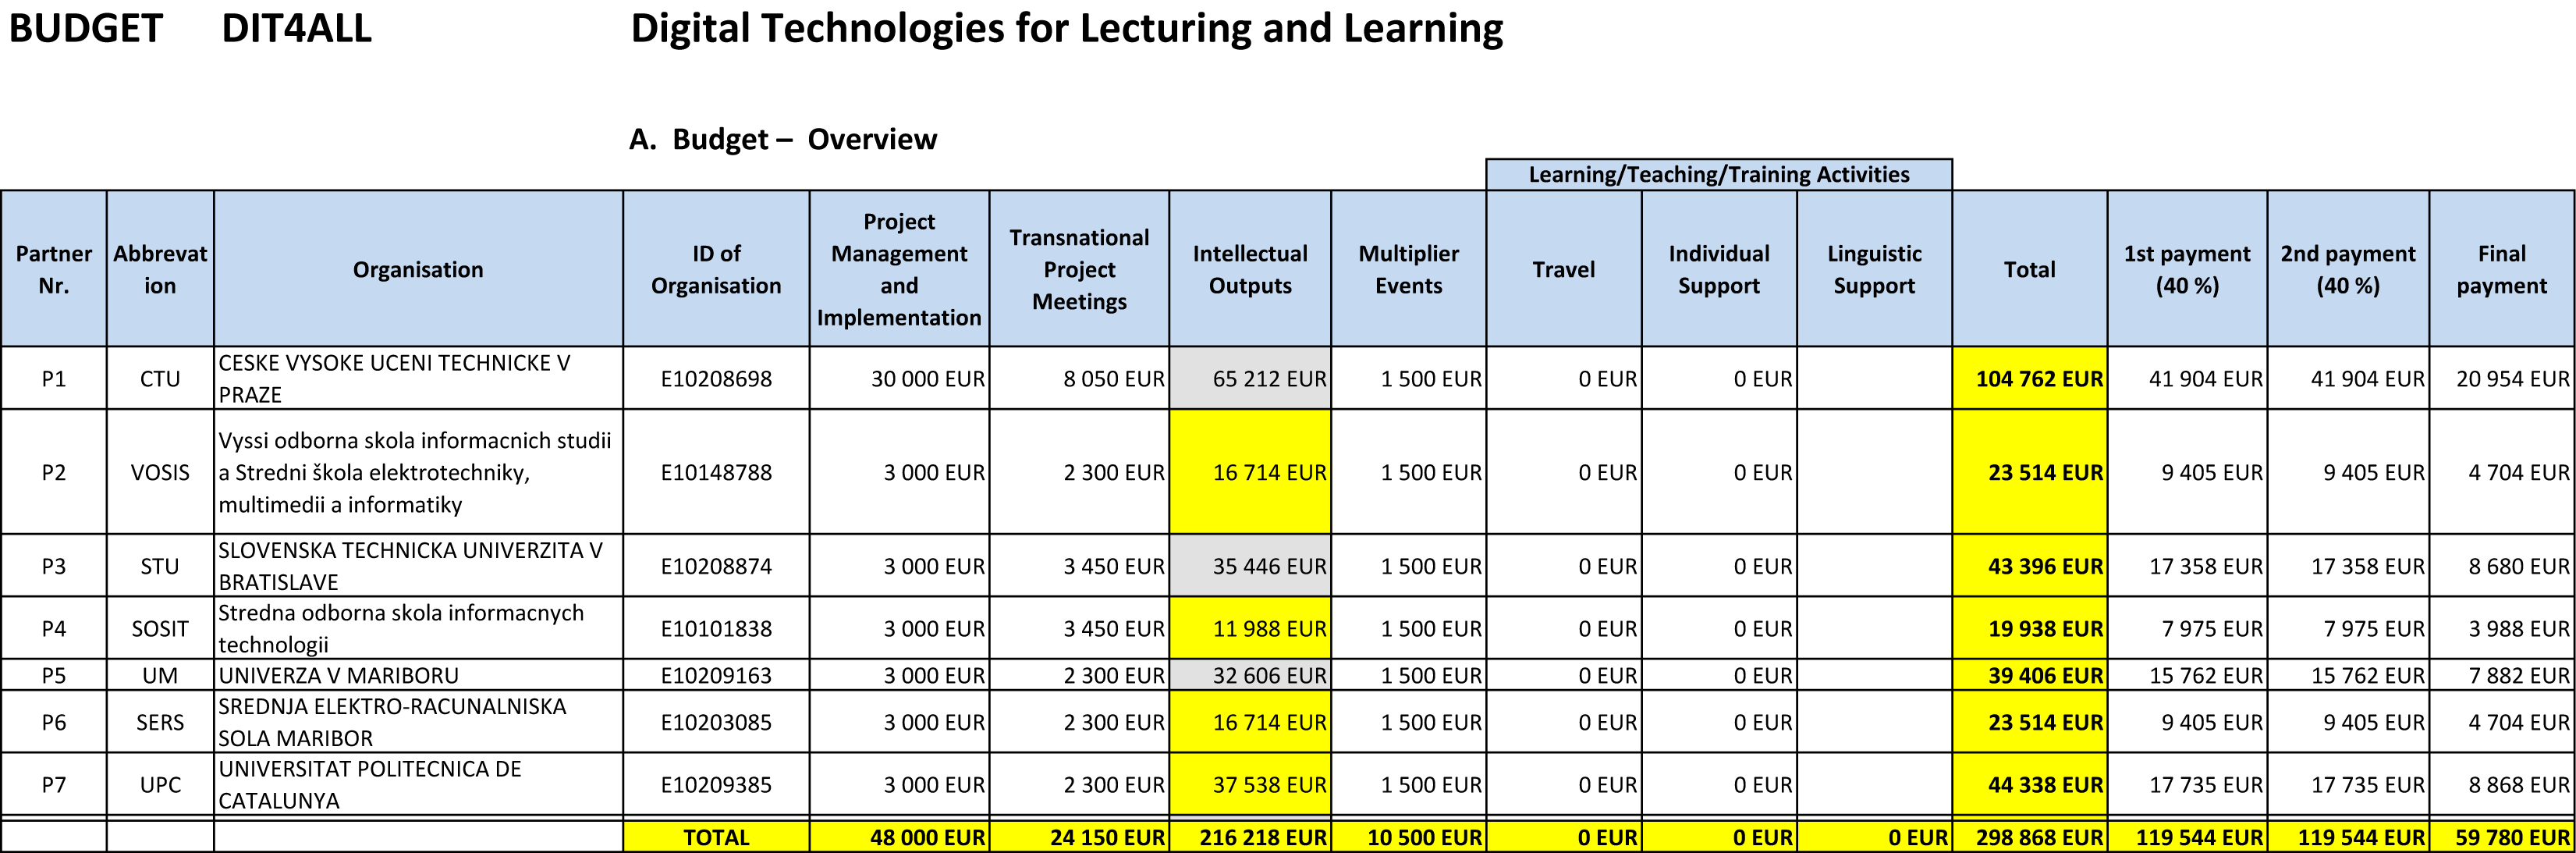 BUDGET DIT4ALL Digital Technologies for Lecturing and Learning
A. Budget – Overview
Learning/Teaching/Training Activities
Partner Nr. Abbrevat ion Organisation ID of Organisation Project Management and Implementation Transnational Project Meetings Intellectual Outputs Multiplier Events Travel Individual Support Linguistic Support Total 1st payment (40 %) 2nd payment (40 %) Final payment
P1 CTU CESKE VYSOKE UCENI TECHNICKE V PRAZE E10208698 30 000 EUR 8 050 EUR 65 212 EUR 1 500 EUR 0 EUR 0 EUR 104 762 EUR 41 904 EUR 41 904 EUR 20 954 EUR
P2 VOSIS Vyssi odborna skola informacnich studii a Stredni škola elektrotechniky, multimedii a informatiky E10148788 3 000 EUR 2 300 EUR 16 714 EUR 1 500 EUR 0 EUR 0 EUR 23 514 EUR 9 405 EUR 9 405 EUR 4 704 EUR
P3 STU SLOVENSKA TECHNICKA UNIVERZITA V BRATISLAVE E10208874 3 000 EUR 3 450 EUR 35 446 EUR 1 500 EUR 0 EUR 0 EUR 43 396 EUR 17 358 EUR 17 358 EUR 8 680 EUR
P4 SOSIT Stredna odborna skola informacnych technologii E10101838 3 000 EUR 3 450 EUR 11 988 EUR 1 500 EUR 0 EUR 0 EUR 19 938 EUR 7 975 EUR 7 975 EUR 3 988 EUR
P5 UM UNIVERZA V MARIBORU E10209163 3 000 EUR 2 300 EUR 32 606 EUR 1 500 EUR 0 EUR 0 EUR 39 406 EUR 15 762 EUR 15 762 EUR 7 882 EUR
P6 SERS SREDNJA ELEKTRO-RACUNALNISKA SOLA MARIBOR E10203085 3 000 EUR 2 300 EUR 16 714 EUR 1 500 EUR 0 EUR 0 EUR 23 514 EUR 9 405 EUR 9 405 EUR 4 704 EUR
P7 UPC UNIVERSITAT POLITECNICA DE CATALUNYA E10209385 3 000 EUR 2 300 EUR 37 538 EUR 1 500 EUR 0 EUR 0 EUR 44 338 EUR 17 735 EUR 17 735 EUR 8 868 EUR
TOTAL 48 000 EUR 24 150 EUR 216 218 EUR 10 500 EUR 0 EUR 0 EUR 0 EUR 298 868 EUR 119 544 EUR 119 544 EUR 59 780 EUR